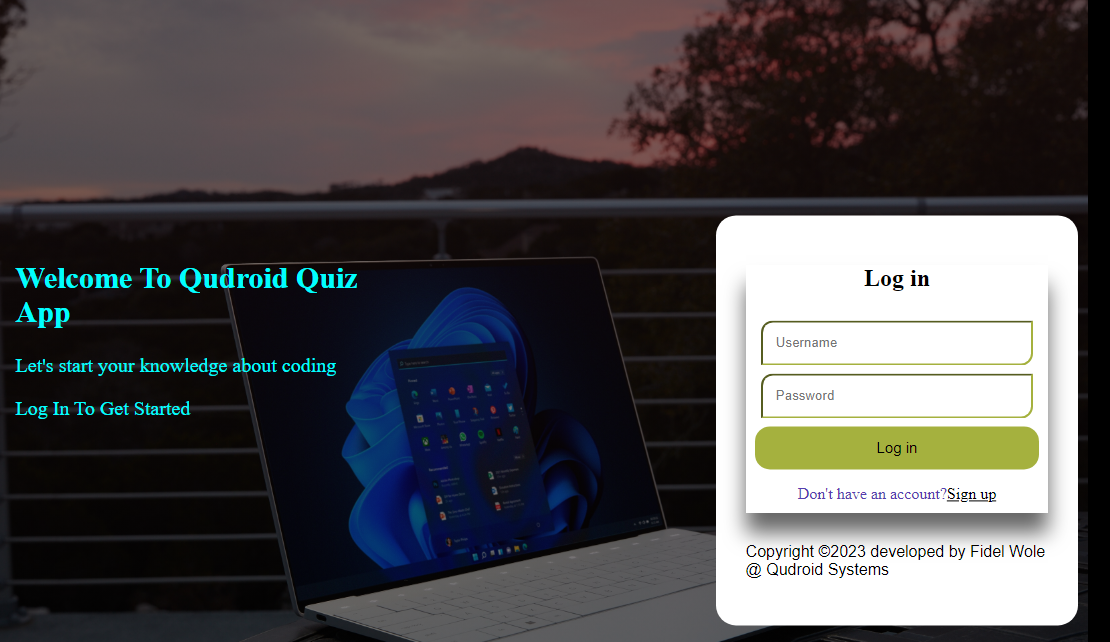 Welcome To Qudroid Quiz
App
Let's start your knowledge about coding
Log In To Get Started
Log in
Username
Password
Log in
Don't have an account?Sign up
Copyright ©2023 developed by Fidel Wole
@ Qudroid Systems